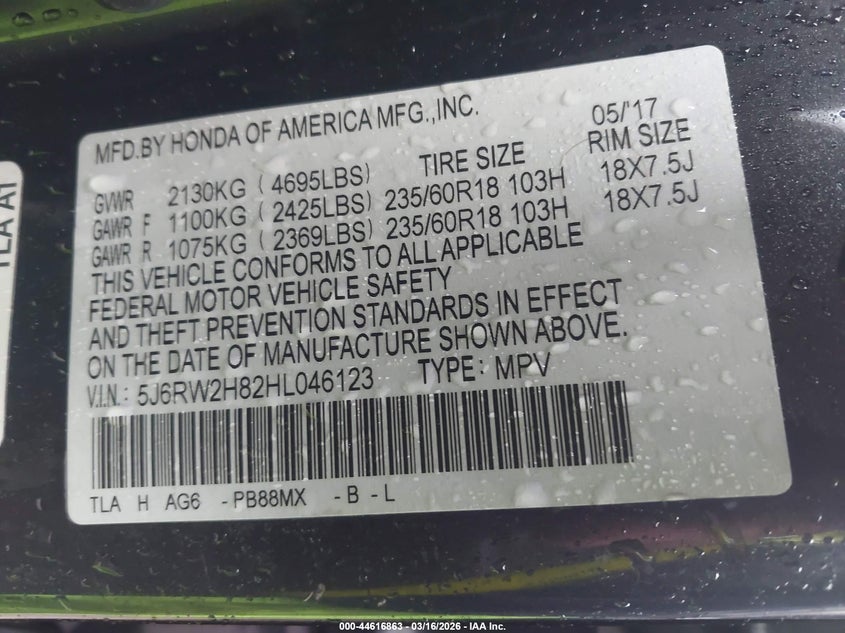 MFD.BY HONDA OF AMERICA MFG.,INC. 05/'17
TIRE SIZE RIM SIZE
GVWR 2130KG ( 4695LBS)
GAWR F 1100KG ( 2425LBS) 235/60R18 103H 18X7.5J
GAWR R 1075KG ( 2369LBS) 235/60R18 103H 18X7.5J
THIS VEHICLE CONFORMS TO ALL APPLICABLE
FEDERAL MOTOR VEHICLE SAFETY
AND THEFT PREVENTION STANDARDS IN EFFECT
ON THE DATE OF MANUFACTURE SHOWN ABOVE.
V.I.N.: 5J6RW2H82HL046123 TYPE: MPV
TLA H AG6 -PB88MX -B -L
TLA A1
000-44616863 - 03/16/2026 - IAA Inc.